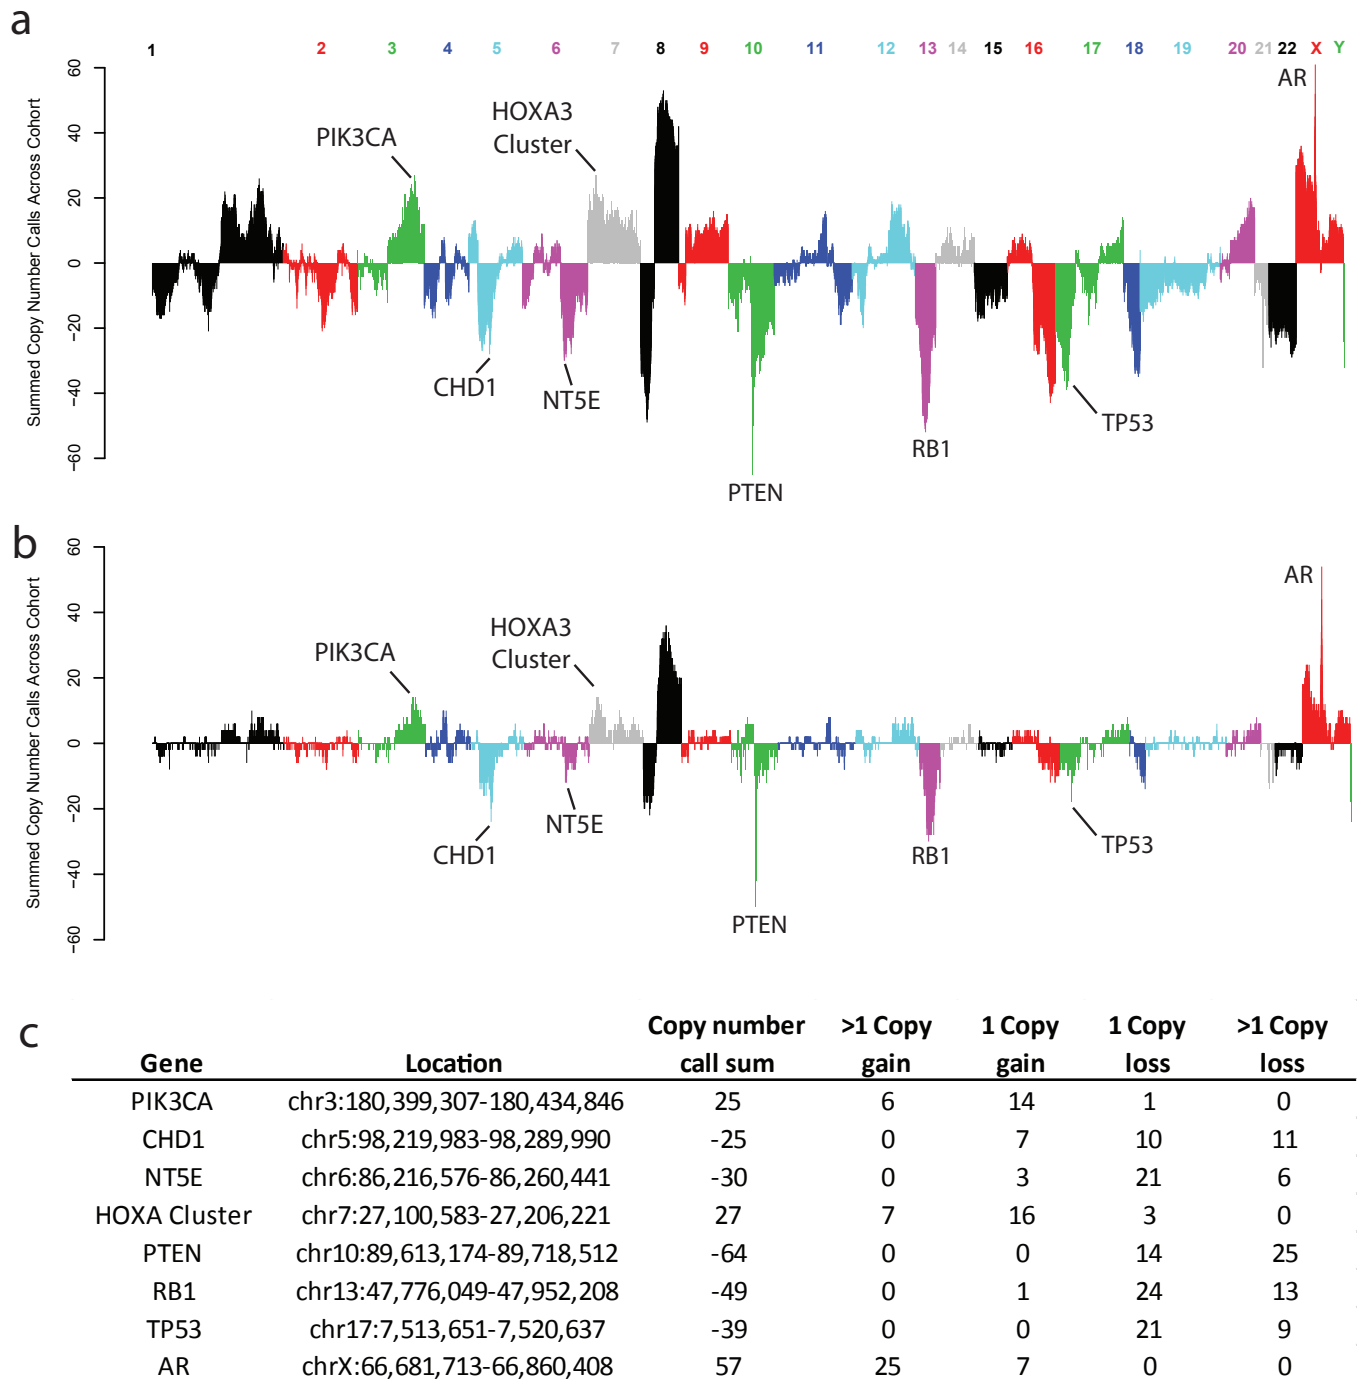 a
1 2 3 4 5 6 7 8 9 10 11 12 13 14 15 16 17 18 19 20 21 22 X Y
Summed Copy Number Calls Across Cohort
60
40
20
0
−20
−40
−60
PIK3CA
HOXA3
Cluster
AR
CHD1
NT5E
PTEN
RB1
TP53
b
Summed Copy Number Calls Across Cohort
60
40
20
0
−20
−40
−60
PIK3CA
HOXA3
Cluster
AR
CHD1
NT5E
PTEN
RB1
TP53
c
Copy number >1 Copy 1 Copy 1 Copy >1 Copy
Gene Location call sum gain gain loss loss
PIK3CA chr3:180,399,307-180,434,846 25 6 14 1 0
CHD1 chr5:98,219,983-98,289,990 -25 0 7 10 11
NT5E chr6:86,216,576-86,260,441 -30 0 3 21 6
HOXA Cluster chr7:27,100,583-27,206,221 27 7 16 3 0
PTEN chr10:89,613,174-89,718,512 -64 0 0 14 25
RB1 chr13:47,776,049-47,952,208 -49 0 1 24 13
TP53 chr17:7,513,651-7,520,637 -39 0 0 21 9
AR chrX:66,681,713-66,860,408 57 25 7 0 0